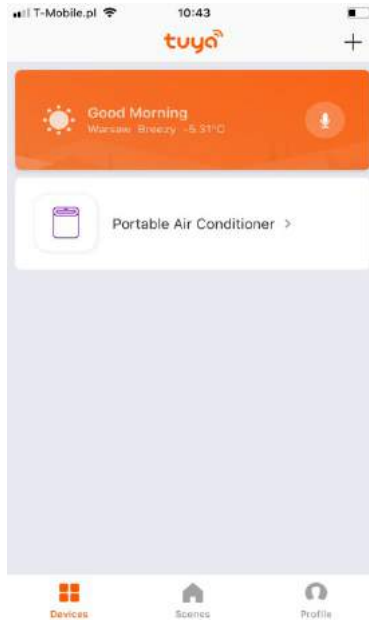 T-Mobile.pl 10:43
tuya
Good Morning
Warsaw Breezy -5.31°C
Portable Air Conditioner >
Devices Scenes Profile